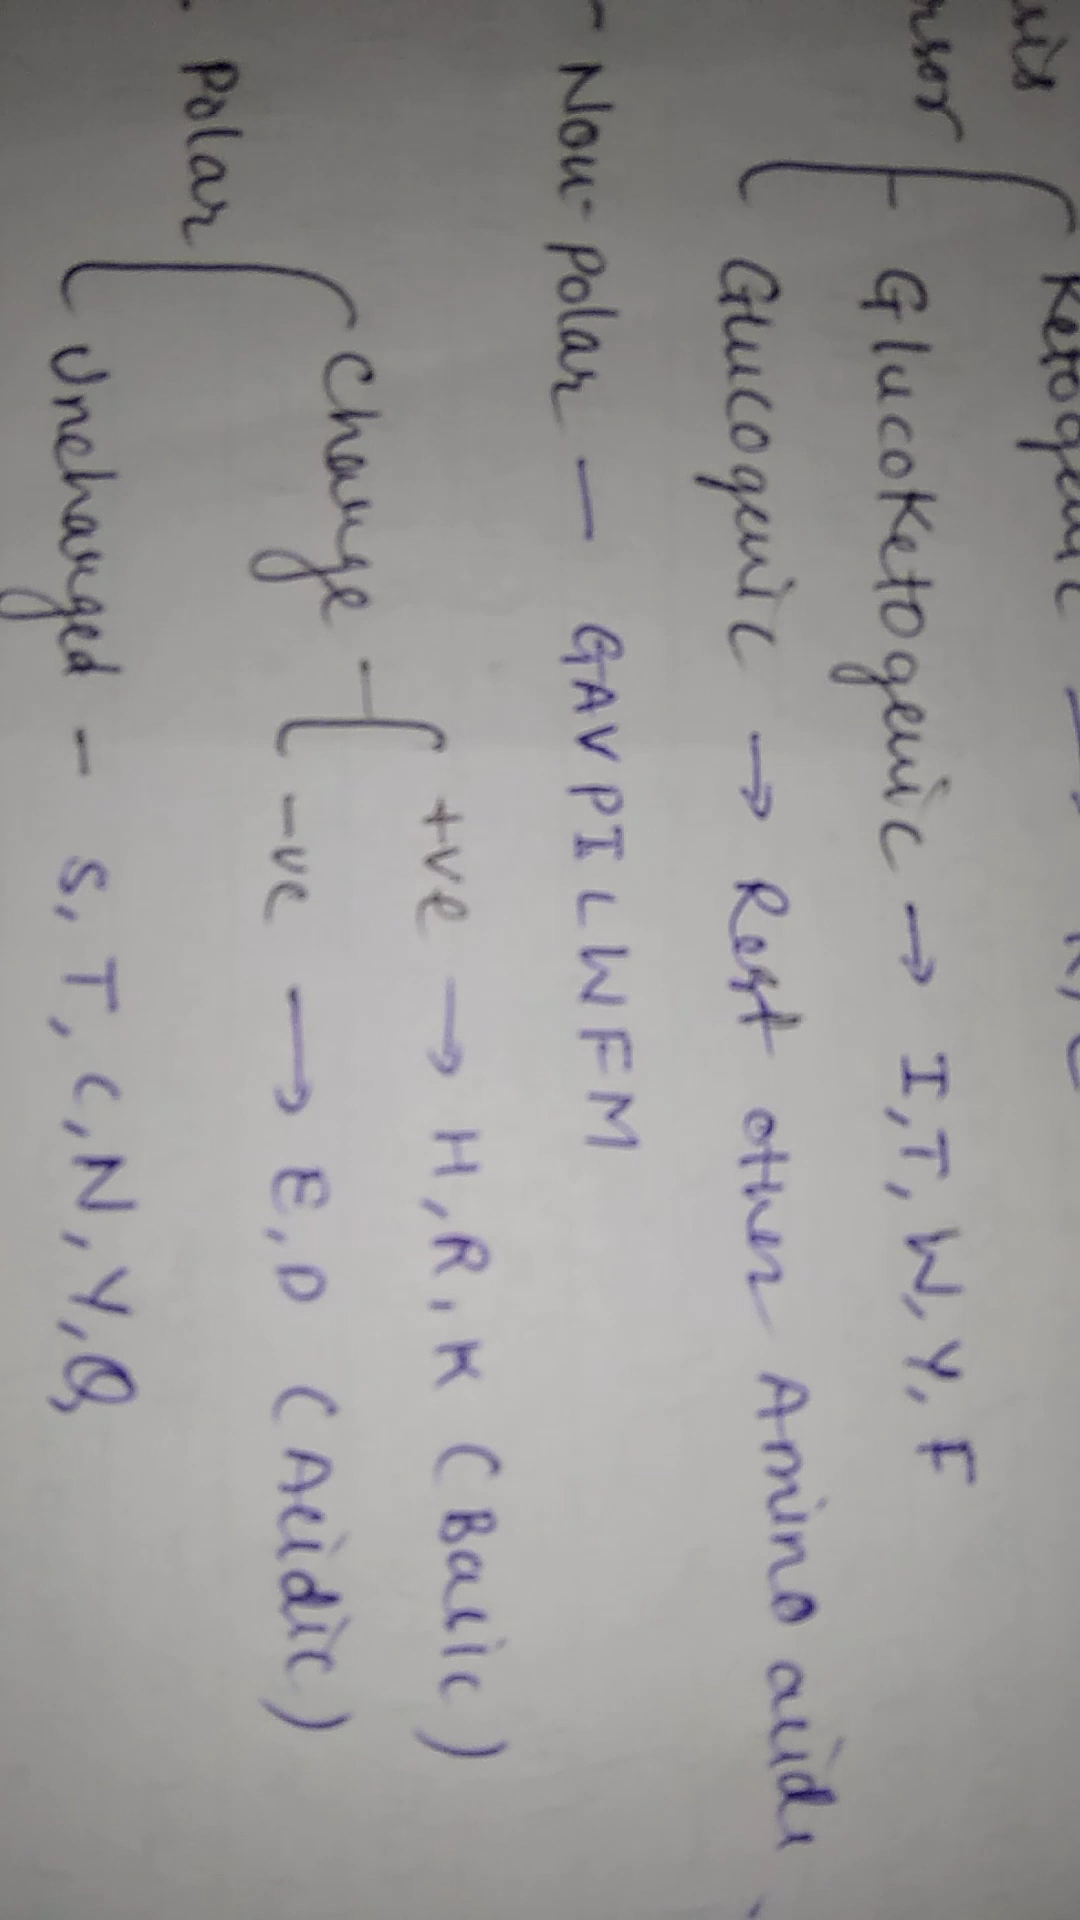 Ketogenic →
Glucoketogenic → I, T, W, Y, F
Glucogenic → Rest other Amino acids.
- Non-Polar — GAVPILWFM
Charge - +ve → H, R, K (Basic)
-ve → E, D (Acidic)
Polar
Uncharged - S, T, C, N, Y, Q